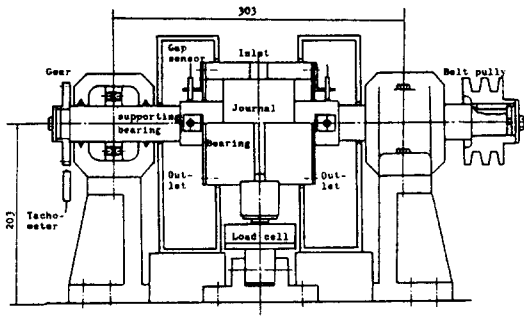 303
Gap
sensor
Inlet
Gear
Belt pully
supporting
bearing
Journal
Bearing
Out-
let
Out-
let
Tacho-
meter
Load cell
203